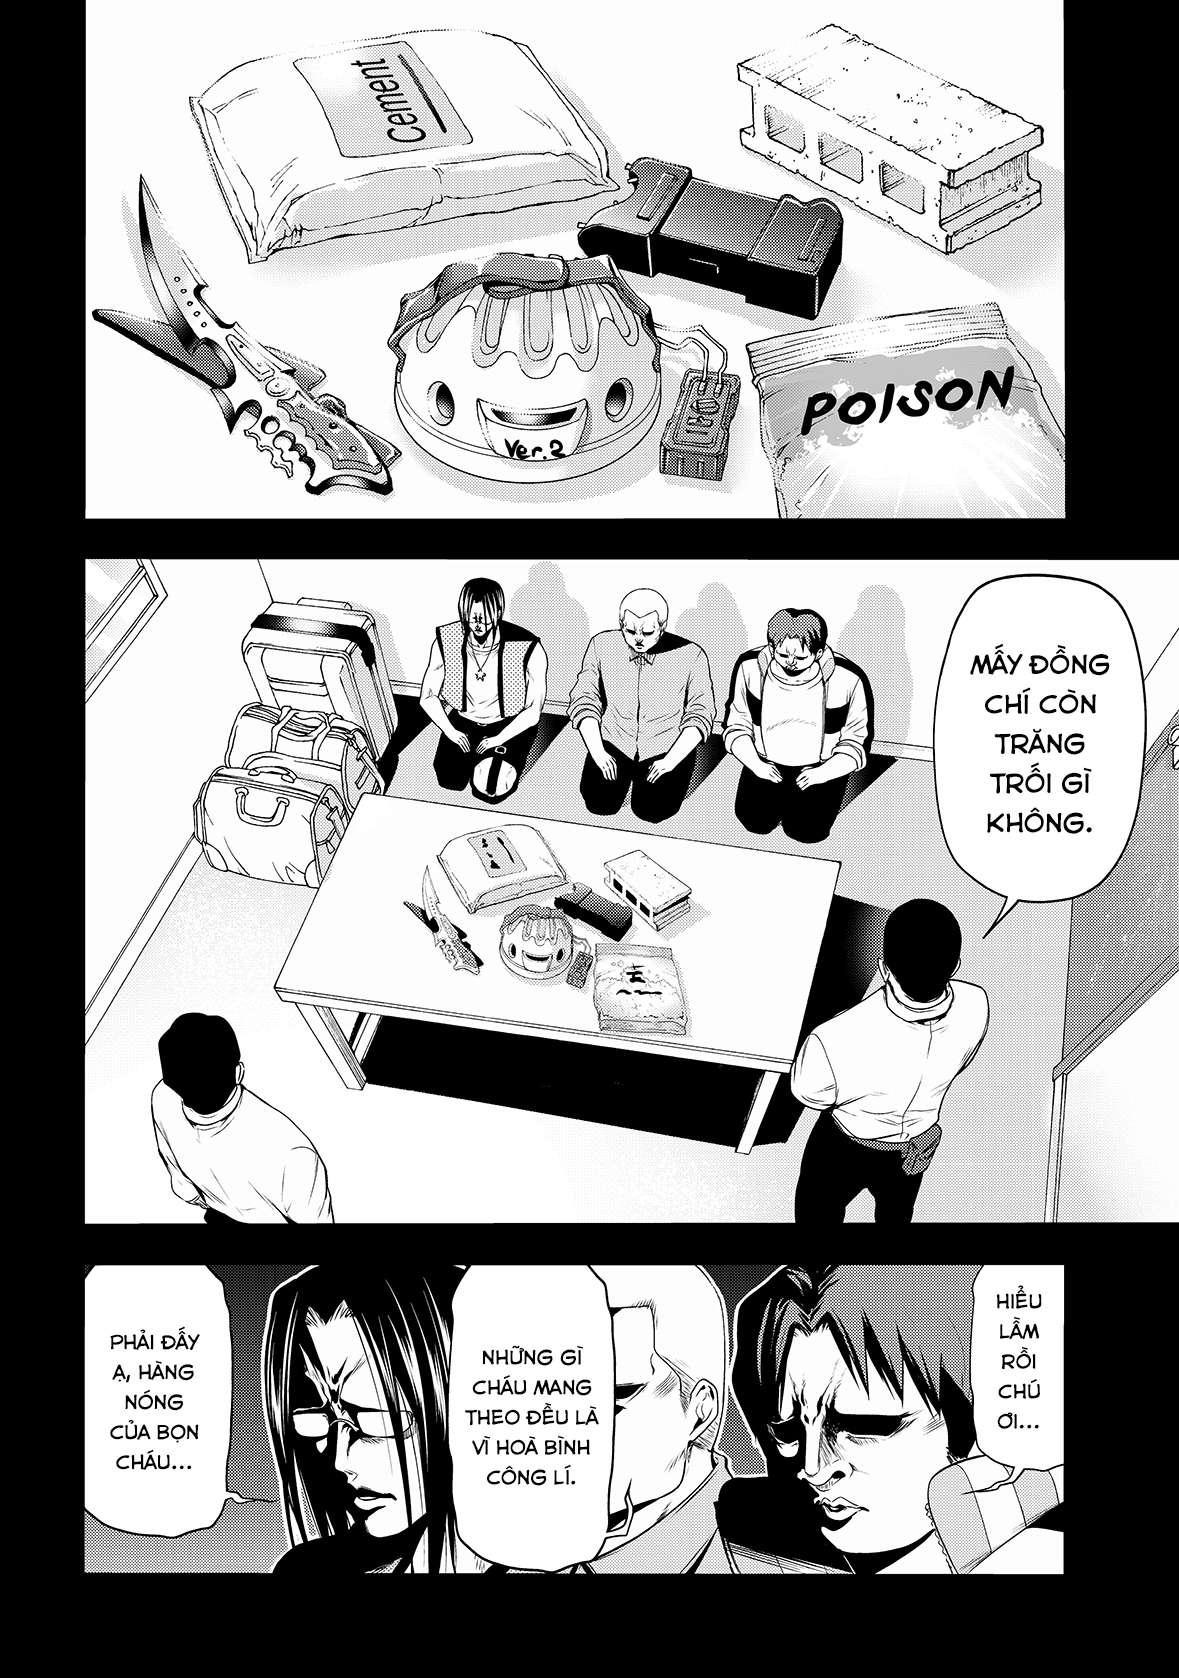 Cement
Ver.2
POISON
MẤY ĐỒNG
CHÍ CÒN
TRĂNG
TRỐI GÌ
KHÔNG.
HIỂU
LẦM
RỒI
CHÚ
ƠI...
NHỮNG GÌ
CHÁU MANG
THEO ĐỀU LÀ
VÌ HOÀ BÌNH
CÔNG LÍ.
PHẢI ĐẤY
Ạ, HÀNG
NÓNG
CỦA BỌN
CHÁU...